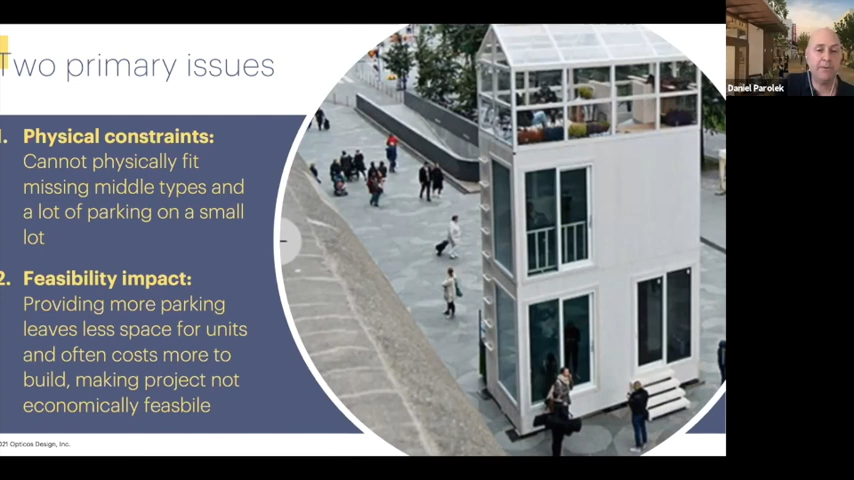 Two primary issues
Daniel Parolek
1. Physical constraints:
Cannot physically fit
missing middle types and
a lot of parking on a small
lot
2. Feasibility impact:
Providing more parking
leaves less space for units
and often costs more to
build, making project not
economically feasbile
2021 Opticos Design, Inc.